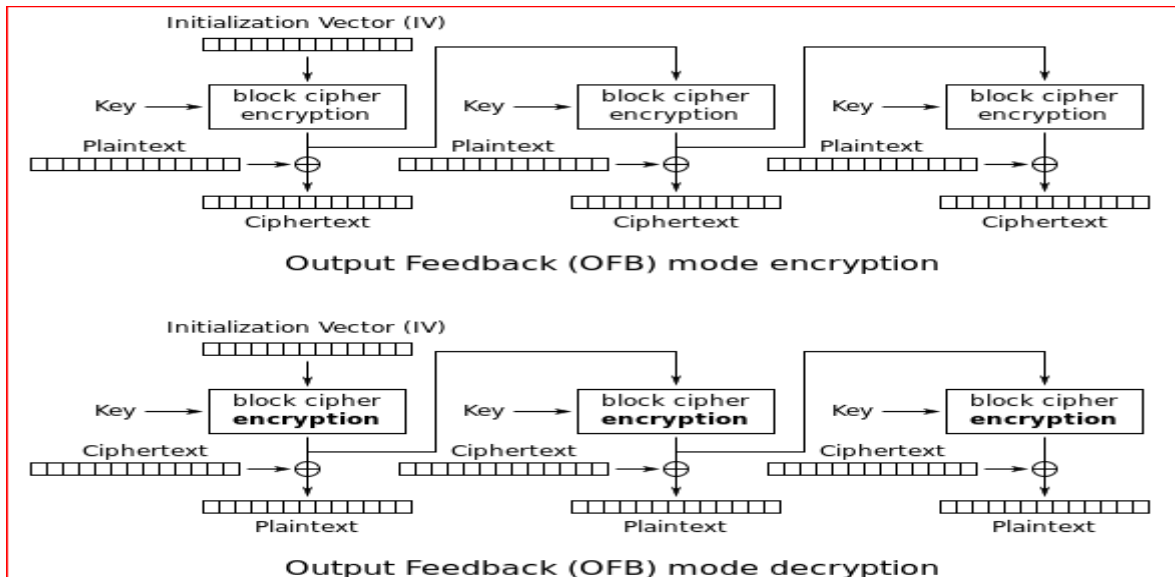 Initialization Vector (IV)
Key
block cipher
encryption
Key
block cipher
encryption
Key
block cipher
encryption
Plaintext
Plaintext
Plaintext
Ciphertext
Ciphertext
Ciphertext
Output Feedback (OFB) mode encryption
Initialization Vector (IV)
Key
block cipher
encryption
Key
block cipher
encryption
Key
block cipher
encryption
Ciphertext
Ciphertext
Ciphertext
Plaintext
Plaintext
Plaintext
Output Feedback (OFB) mode decryption